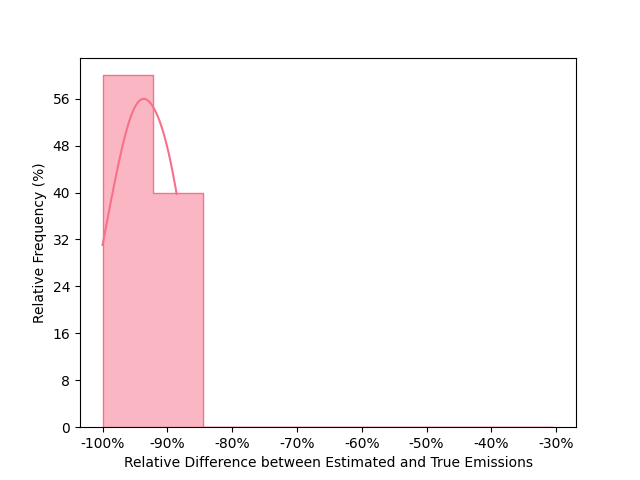 Relative Frequency (%)
56
48
40
32
24
16
8
0
-100% -90% -80% -70% -60% -50% -40% -30%
Relative Difference between Estimated and True Emissions